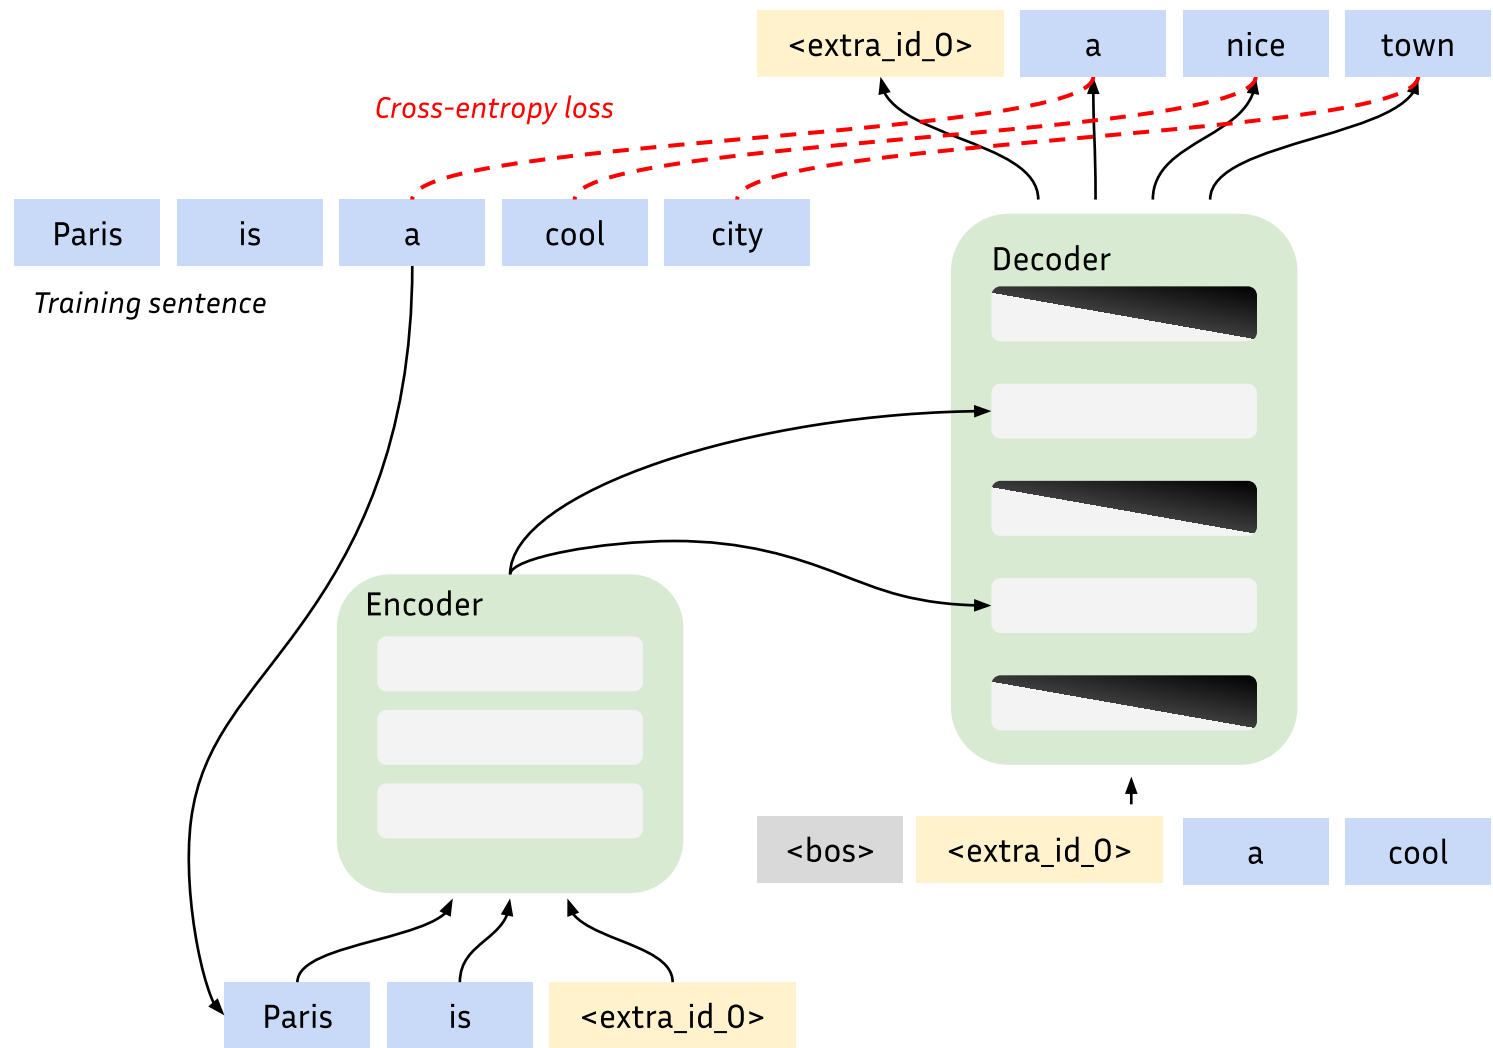 <extra_id_0> a nice town
Cross-entropy loss
Paris is a cool city
Training sentence
Decoder
Encoder
<bos> <extra_id_0> a cool
Paris is <extra_id_0>